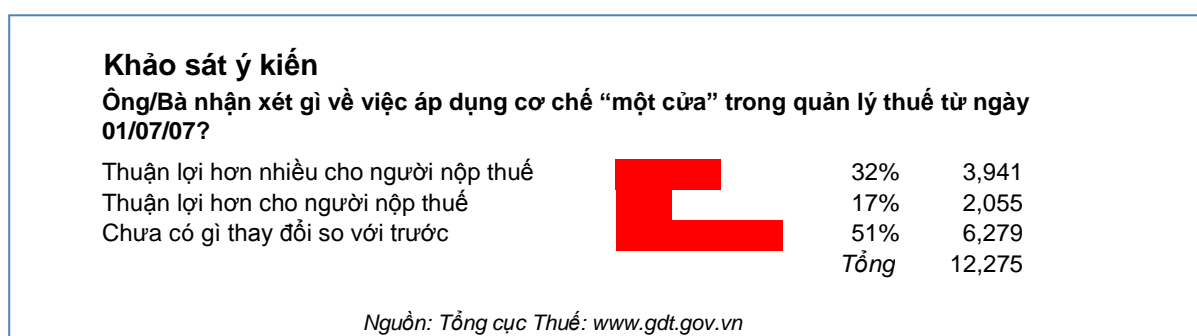 Khảo sát ý kiến
Ông/Bà nhận xét gì về việc áp dụng cơ chế “một cửa” trong quản lý thuế từ ngày
01/07/07?
Thuận lợi hơn nhiều cho người nộp thuế 32% 3,941
Thuận lợi hơn cho người nộp thuế 17% 2,055
Chưa có gì thay đổi so với trước 51% 6,279
Tổng 12,275
Nguồn: Tổng cục Thuế: www.gdt.gov.vn